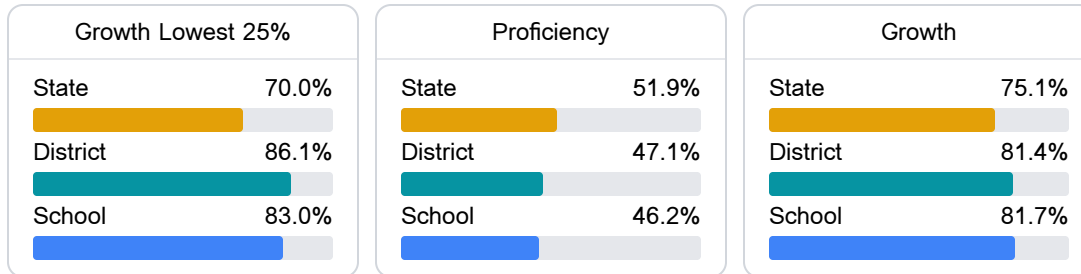 Growth Lowest 25%
State 70.0%
District 86.1%
School 83.0%
Proficiency
State 51.9%
District 47.1%
School 46.2%
Growth
State 75.1%
District 81.4%
School 81.7%